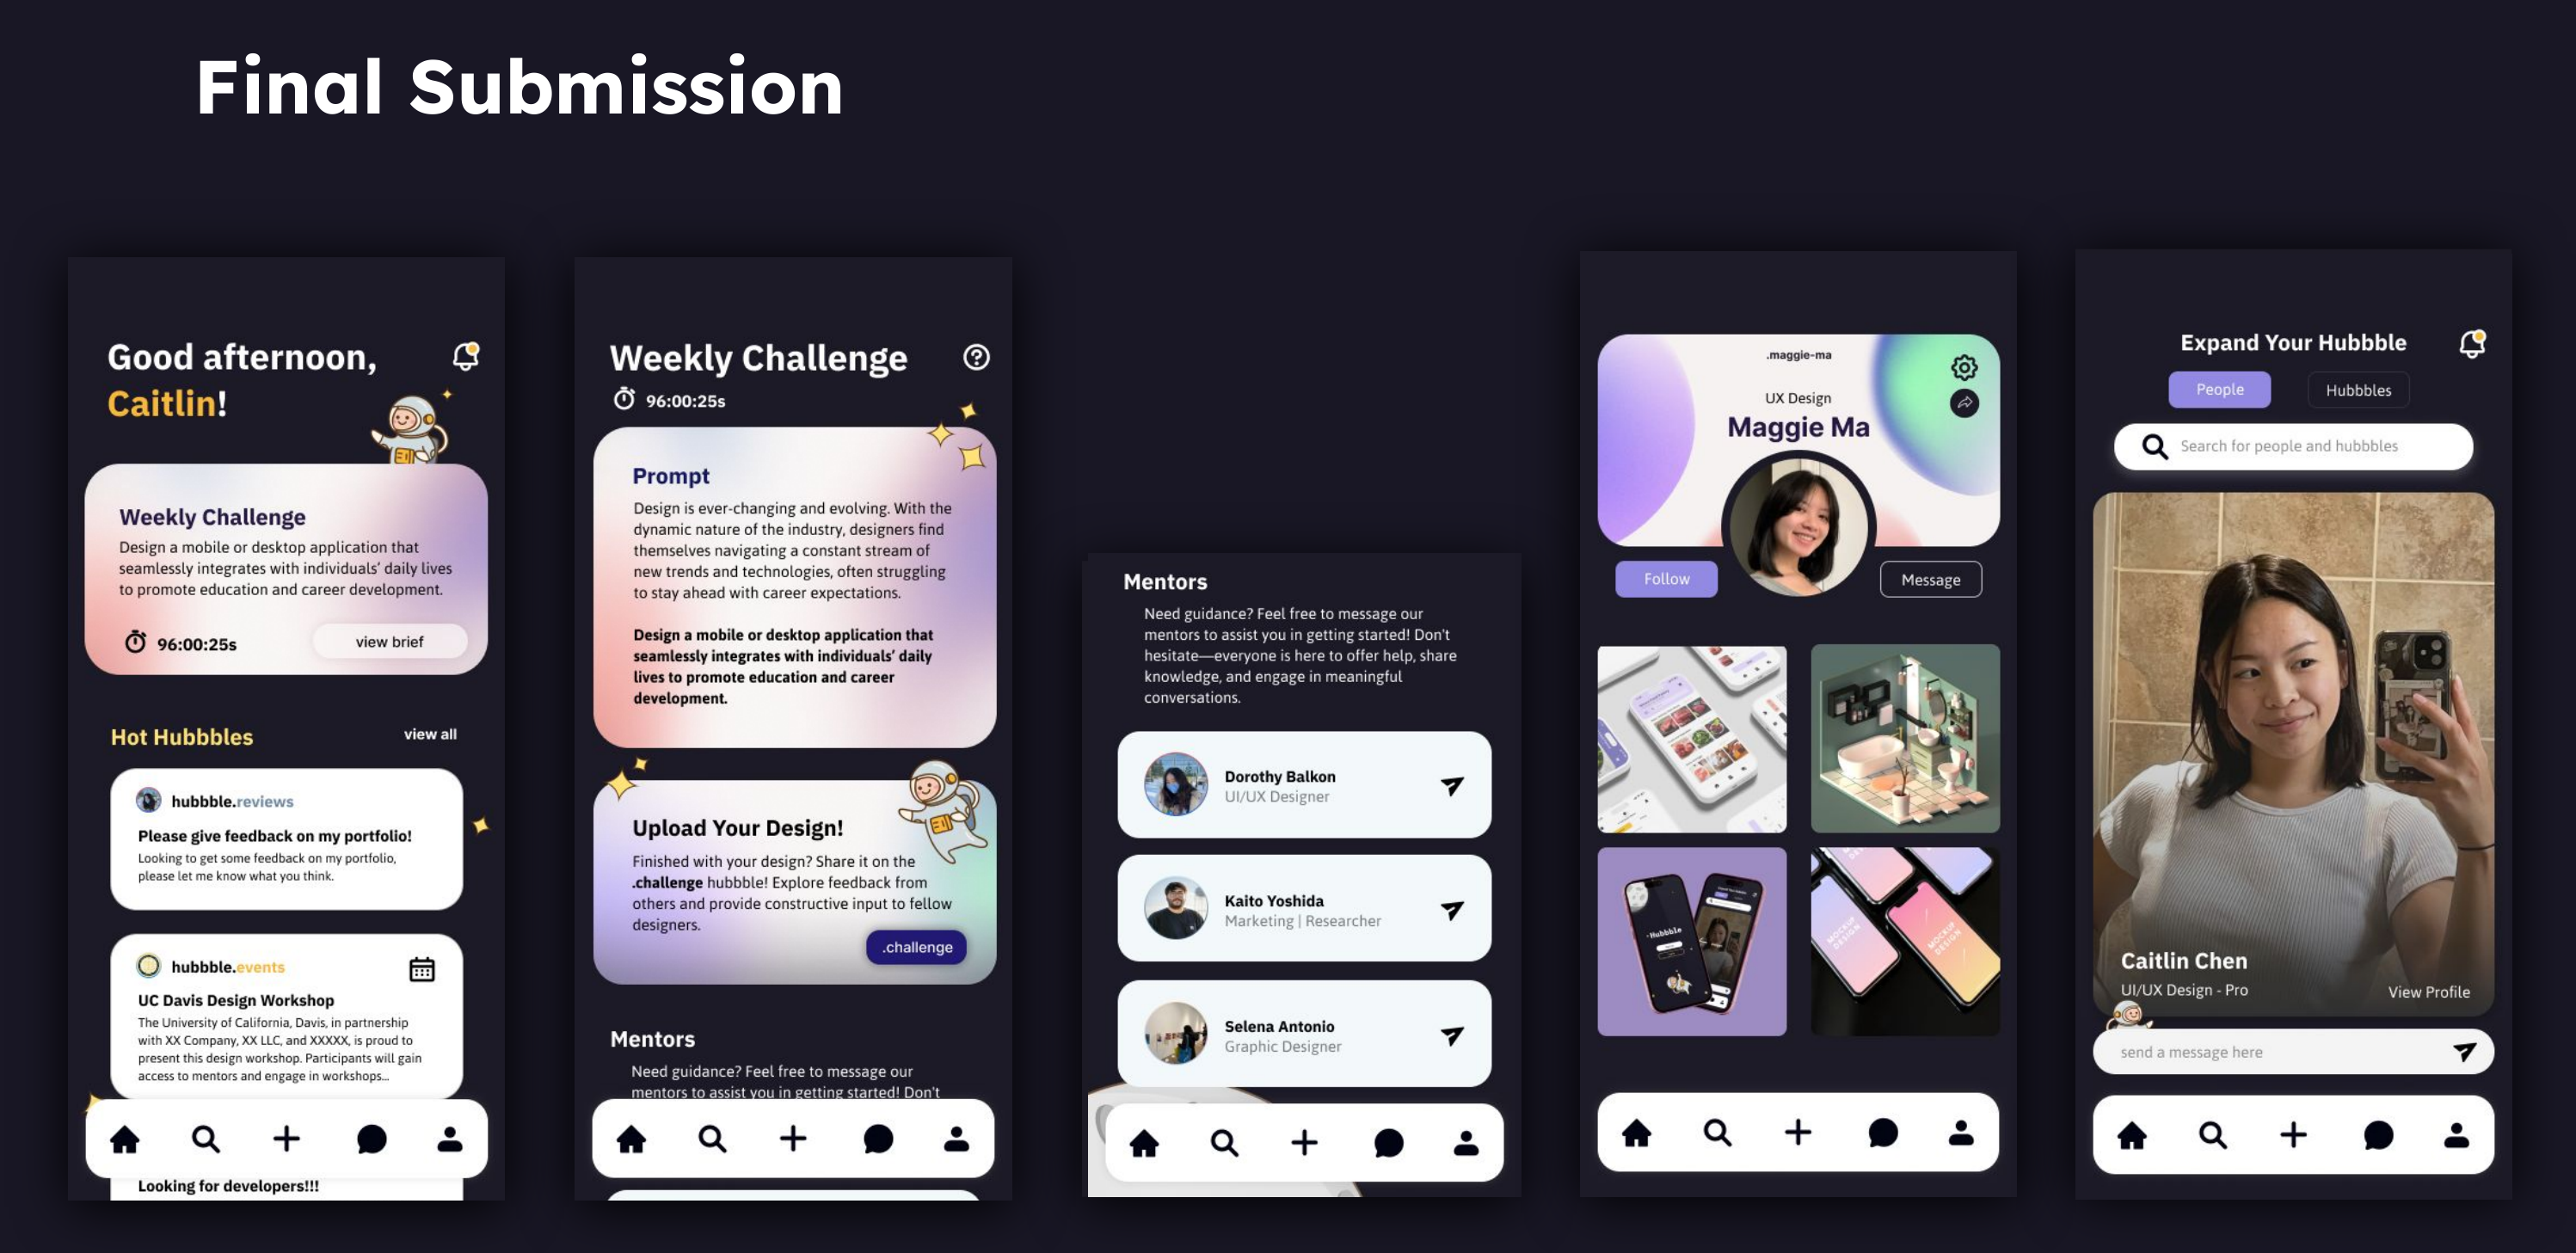 Final Submission
Good afternoon,
Caitlin!
Weekly Challenge
Design a mobile or desktop application that
seamlessly integrates with individuals’ daily lives
to promote education and career development.
96:00:25s
view brief
Hot Hubbbles
view all
hubbble.reviews
Please give feedback on my portfolio!
Looking to get some feedback on my portfolio,
please let me know what you think.
hubbble.events
UC Davis Design Workshop
The University of California, Davis, in partnership
with XX Company, XX LLC, and XXXXX, is proud to
present this design workshop. Participants will gain
access to mentors and engage in workshops...
Looking for developers!!!
Weekly Challenge
96:00:25s
Prompt
Design is ever-changing and evolving. With the
dynamic nature of the industry, designers find
themselves navigating a constant stream of
new trends and technologies, often struggling
to stay ahead with career expectations.
Design a mobile or desktop application that
seamlessly integrates with individuals’ daily
lives to promote education and career
development.
Upload Your Design!
Finished with your design? Share it on the
.challenge hubbble! Explore feedback from
others and provide constructive input to fellow
designers.
.challenge
Mentors
Need guidance? Feel free to message our
mentors to assist you in getting started! Don't
Mentors
Need guidance? Feel free to message our
mentors to assist you in getting started! Don't
hesitate—everyone is here to offer help, share
knowledge, and engage in meaningful
conversations.
Dorothy Balkon
UI/UX Designer
Kaito Yoshida
Marketing | Researcher
Selena Antonio
Graphic Designer
.maggie-ma
UX Design
Maggie Ma
Follow
Message
Hubbble
MOCKUP
DESIGN
MOCKUP
DESIGN
Expand Your Hubbble
People
Hubbbles
Search for people and hubbbles
Caitlin Chen
UI/UX Design - Pro
View Profile
send a message here